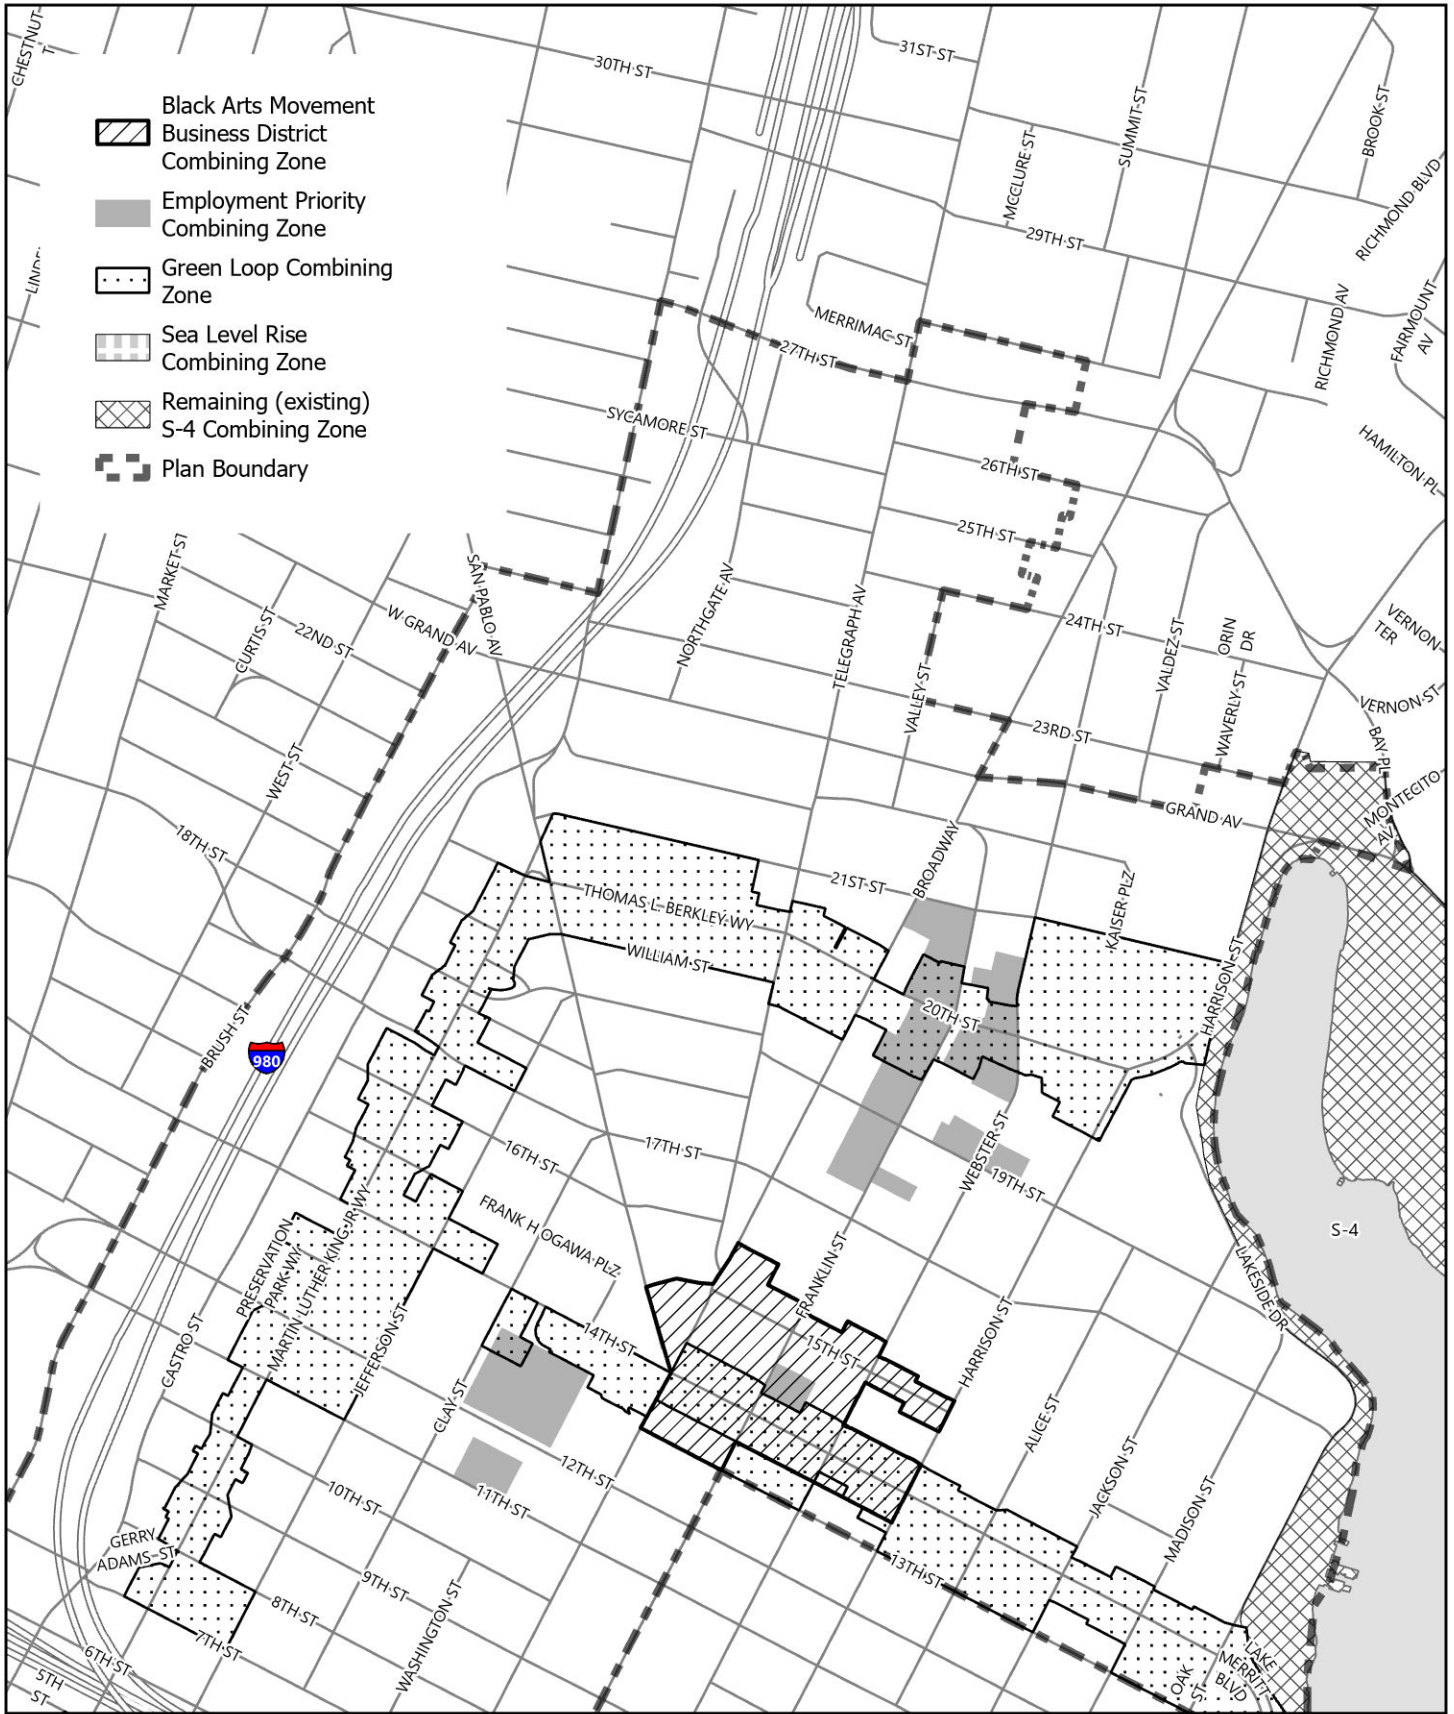 CHESTNUT
T
30TH ST
31ST ST
SUMMIT ST
BROOK ST
MCCLURE ST
RICHMOND BLVD
29TH ST
Black Arts Movement
Business District
Combining Zone
Employment Priority
Combining Zone
Green Loop Combining
Zone
Sea Level Rise
Combining Zone
Remaining (existing)
S-4 Combining Zone
Plan Boundary
MERRIMAC ST
27TH ST
RICHMOND AV
FAIRMOUNT
AV
SYCAMORE ST
26TH ST
HAMILTON PL
25TH ST
MARKET ST
SAN PABLO AV
W GRAND AV
CURTIS ST
22ND ST
NORTHGATE AV
TELEGRAPH AV
24TH ST
VALLEY ST
VALDEZ ST
ORIN
DR
WAVERLY ST
VERNON
TER
VERNON ST
23RD ST
BAY PL
MONTECITO
AV
GRAND AV
WEST ST
18TH ST
BROADWAY
21ST ST
KAISER PLZ
THOMAS L BERKLEY WY
WILLIAM ST
HARRISON ST
20TH ST
BRUSH ST
980
16TH ST
17TH ST
WEBSTER ST
19TH ST
FRANK H OGAWA PLZ
S-4
PRESERVATION
PARK WY
MARTIN LUTHER KING JR WY
FRANKLIN ST
LAKESIDE DR
CASTRO ST
JEFFERSON ST
14TH ST
15TH ST
HARRISON ST
CLAY ST
ALICE ST
12TH ST
11TH ST
10TH ST
JACKSON ST
MADISON ST
GERRY
ADAMS ST
13TH ST
9TH ST
8TH ST
WASHINGTON ST
7TH ST
6TH ST
5TH
ST
OAK
ST
LAKE
MERRITT
BLVD